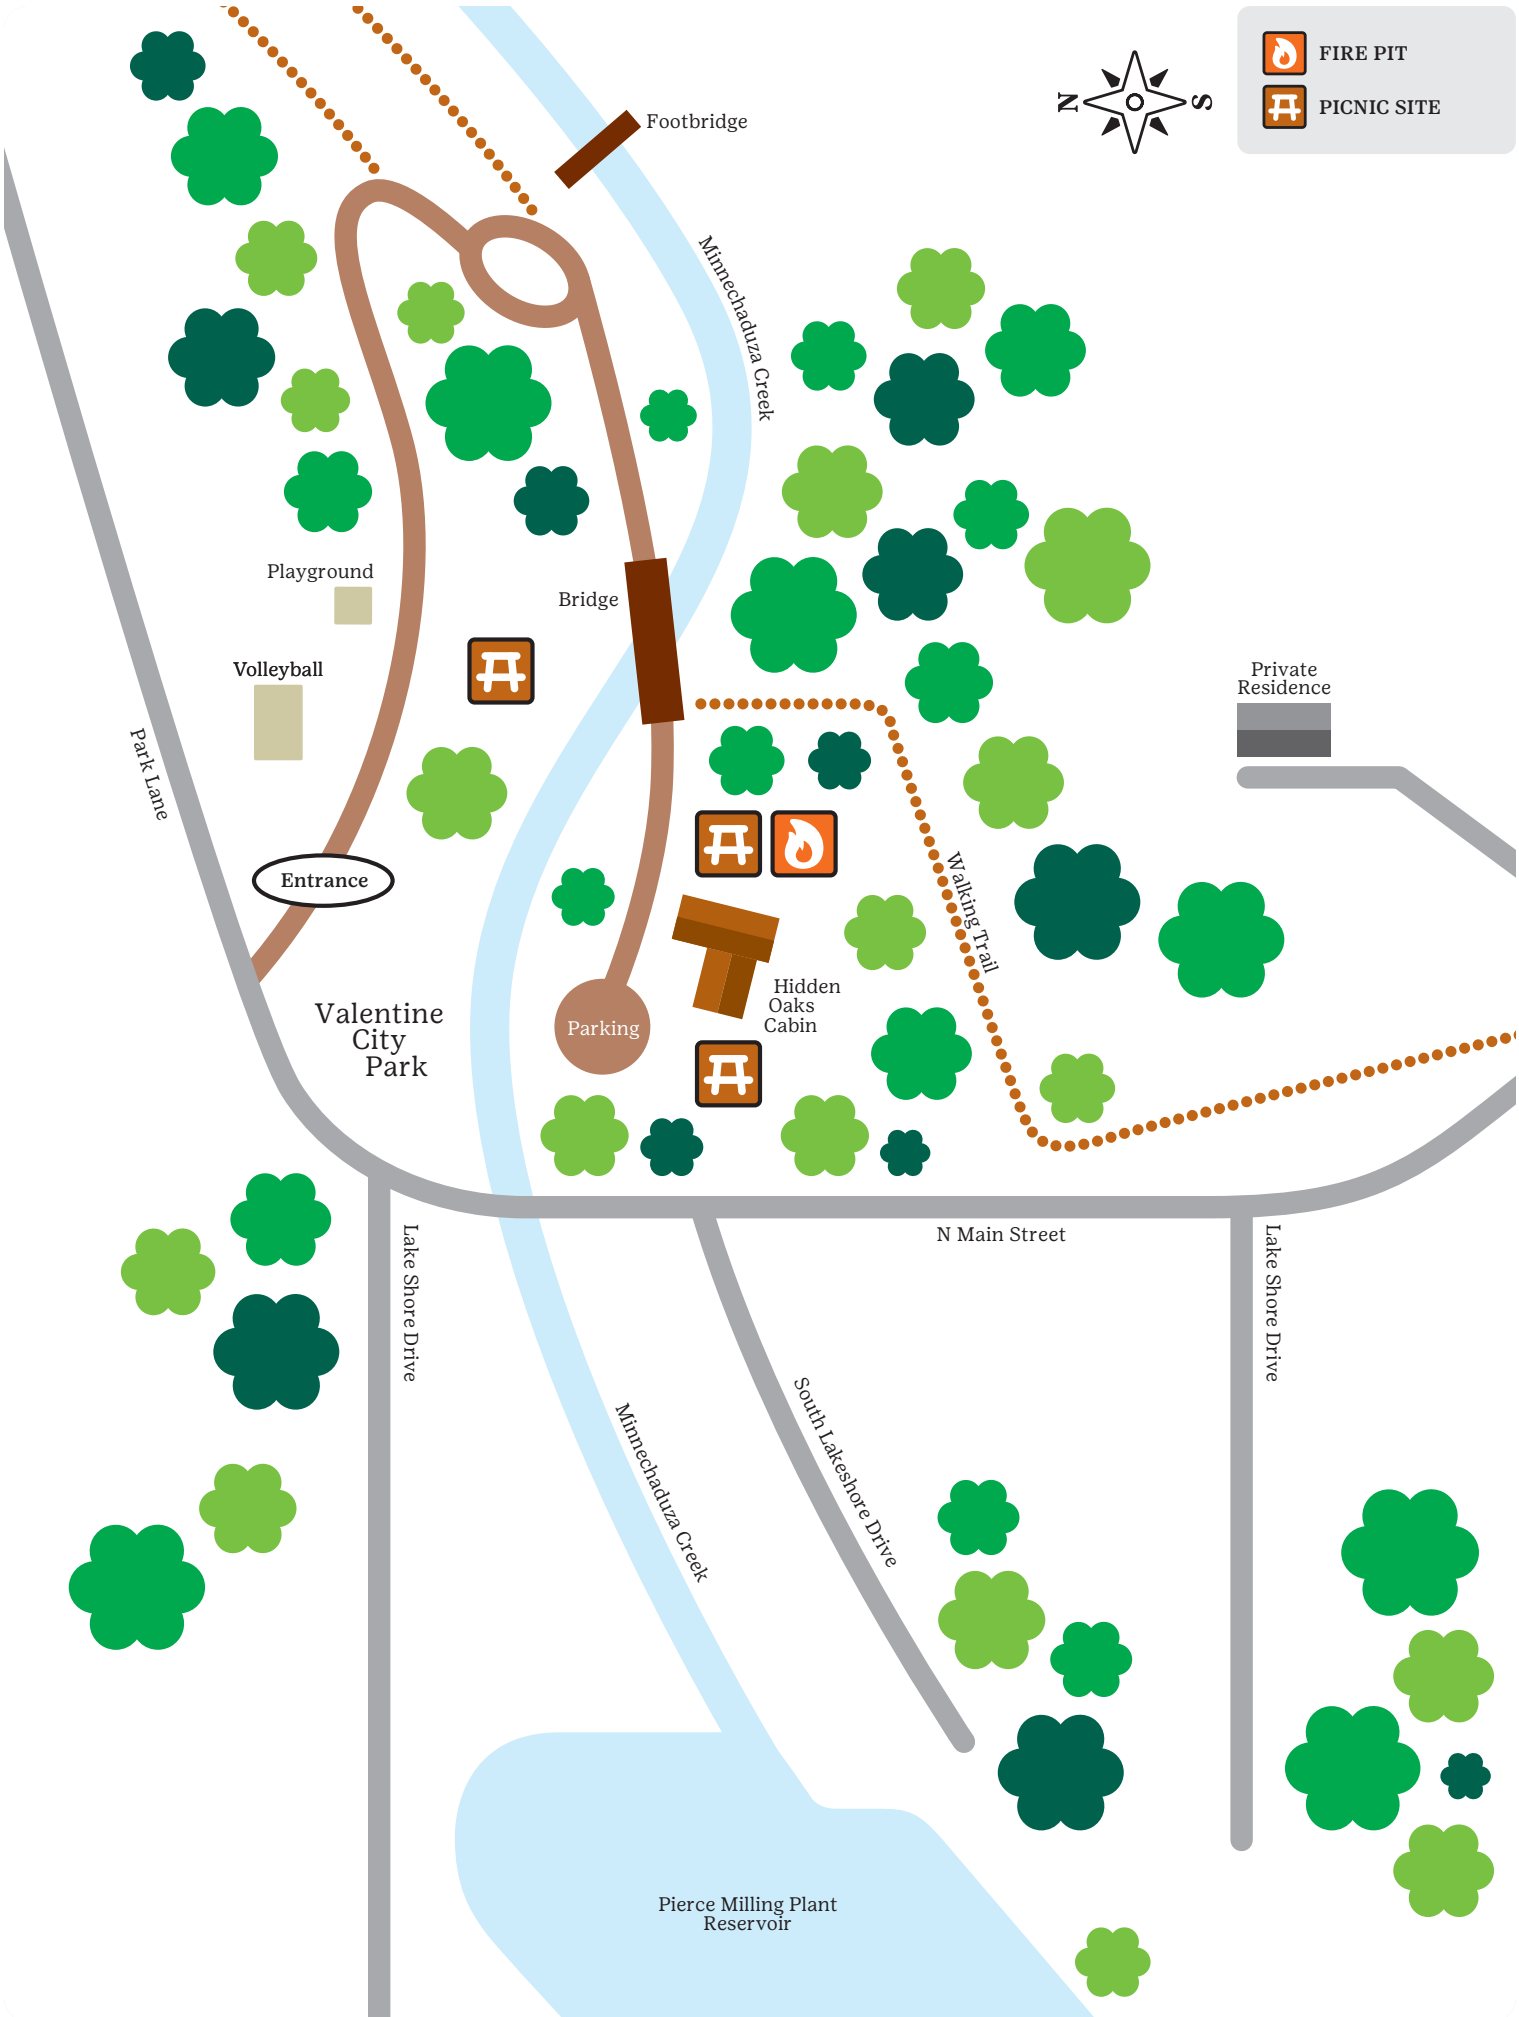 FIRE PIT
PICNIC SITE
N
S
Footbridge
Minnechaduza Creek
Playground
Bridge
Volleyball
Private
Residence
Park Lane
Walking Trail
Entrance
Hidden
Oaks
Cabin
Valentine
City
Park
Parking
N Main Street
Lake Shore Drive
Lake Shore Drive
South Lakeshore Drive
Minnechaduza Creek
Pierce Milling Plant
Reservoir